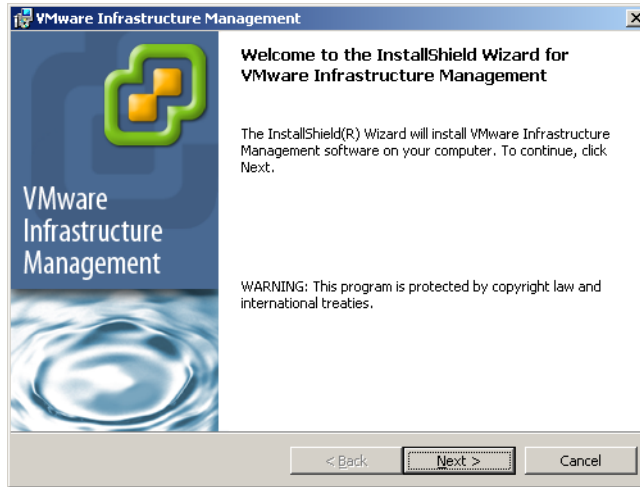 VMware Infrastructure Management
Welcome to the InstallShield Wizard for
VMware Infrastructure Management
The InstallShield(R) Wizard will install VMware Infrastructure
Management software on your computer. To continue, click
Next.
VMware
Infrastructure
Management
WARNING: This program is protected by copyright law and
international treaties.
< Back
Next >
Cancel